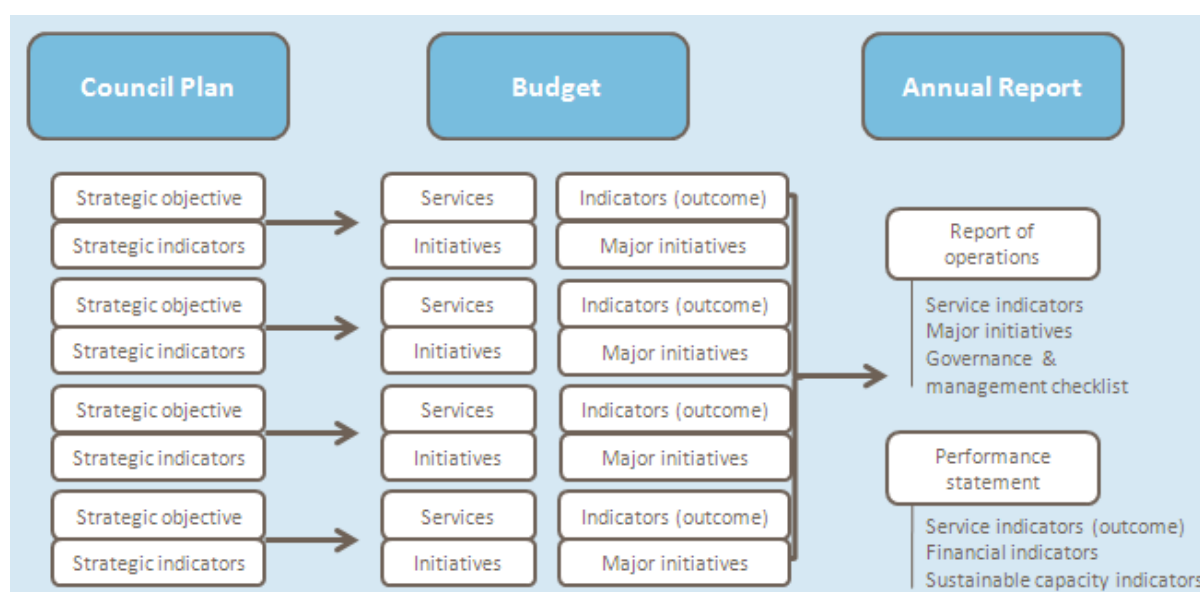 Council Plan
Budget
Annual Report
Strategic objective
Strategic indicators
Services
Initiatives
Indicators (outcome)
Major initiatives
Strategic objective
Strategic indicators
Services
Initiatives
Indicators (outcome)
Major initiatives
Strategic objective
Strategic indicators
Services
Initiatives
Indicators (outcome)
Major initiatives
Strategic objective
Strategic indicators
Services
Initiatives
Indicators (outcome)
Major initiatives
Report of
operations
Service indicators
Major initiatives
Governance &
management checklist
Performance
statement
Service indicators (outcome)
Financial indicators
Sustainable capacity indicators